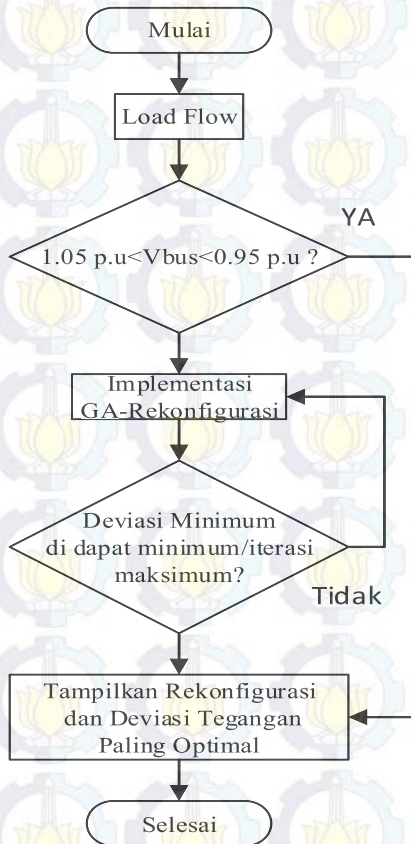 Mulai
Load Flow
1.05 p.u<Vbus<0.95 p.u ?
YA
Implementasi
GA-Rekonfigurasi
Deviasi Minimum
di dapat minimum/iterasi
maksimum?
Tidak
Tampilkan Rekonfigurasi
dan Deviasi Tegangan
Paling Optimal
Selesai